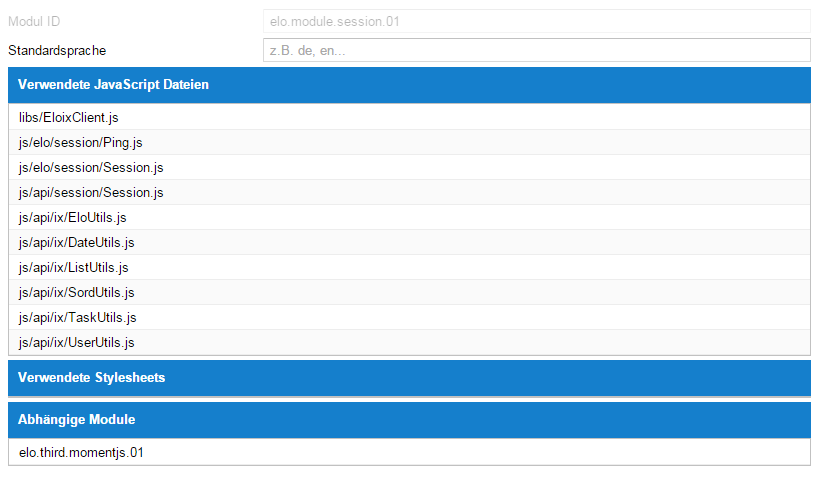 Modul ID
elo.module.session.01
Standardsprache
z.B. de, en...
Verwendete JavaScript Dateien
libs/EloixClient.js
js/elo/session/Ping.js
js/elo/session/Session.js
js/api/session/Session.js
js/api/ix/EloUtils.js
js/api/ix/DateUtils.js
js/api/ix/ListUtils.js
js/api/ix/SordUtils.js
js/api/ix/TaskUtils.js
js/api/ix/UserUtils.js
Verwendete Stylesheets
Abhängige Module
elo.third.momentjs.01